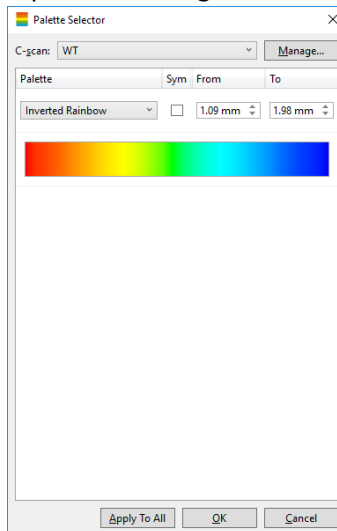 Palette Selector
C-scan: WT Manage...
Palette Sym From To
Inverted Rainbow 1.09 mm 1.98 mm
Apply To All OK Cancel